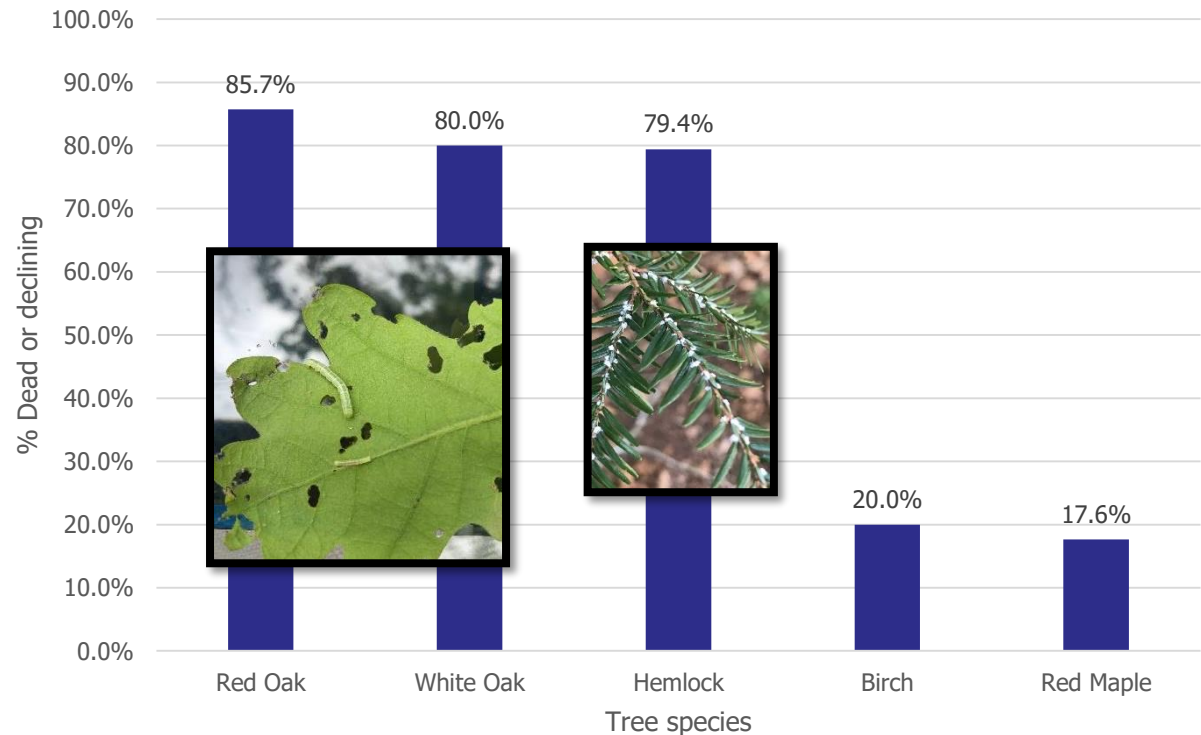 100.0%
90.0%
80.0%
70.0%
60.0%
50.0%
40.0%
30.0%
20.0%
10.0%
0.0%
% Dead or declining
85.7%
80.0%
79.4%
20.0%
17.6%
Red Oak
White Oak
Hemlock
Birch
Red Maple
Tree species